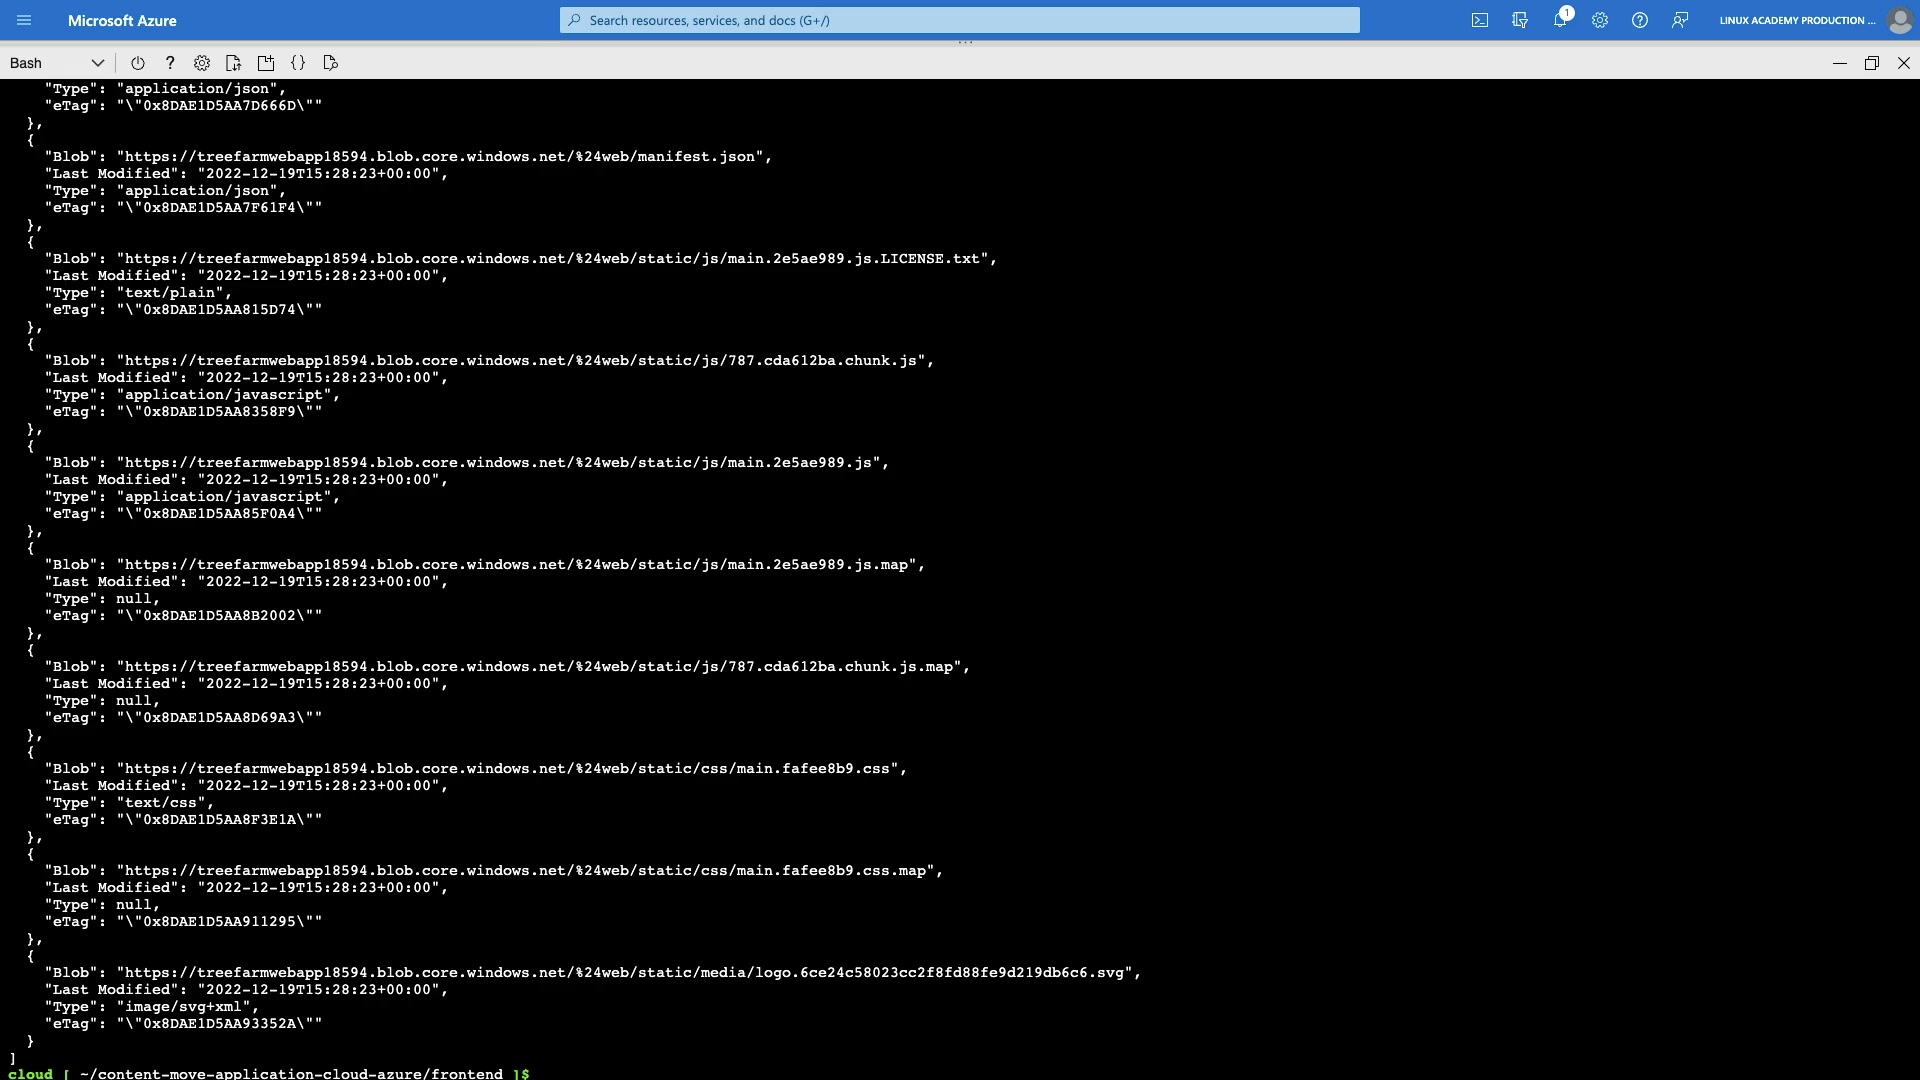 Microsoft Azure
Search resources, services, and docs (G+/)
1
LINUX ACADEMY PRODUCTION ...
Bash
"Type": "application/json",
"eTag": "\"0x8DAE1D5AA7D666D\""
},
{
"Blob": "https://treefarmwebapp18594.blob.core.windows.net/%24web/manifest.json",
"Last Modified": "2022-12-19T15:28:23+00:00",
"Type": "application/json",
"eTag": "\"0x8DAE1D5AA7F61F4\""
},
{
"Blob": "https://treefarmwebapp18594.blob.core.windows.net/%24web/static/js/main.2e5ae989.js.LICENSE.txt",
"Last Modified": "2022-12-19T15:28:23+00:00",
"Type": "text/plain",
"eTag": "\"0x8DAE1D5AA815D74\""
},
{
"Blob": "https://treefarmwebapp18594.blob.core.windows.net/%24web/static/js/787.cda612ba.chunk.js",
"Last Modified": "2022-12-19T15:28:23+00:00",
"Type": "application/javascript",
"eTag": "\"0x8DAE1D5AA8358F9\""
},
{
"Blob": "https://treefarmwebapp18594.blob.core.windows.net/%24web/static/js/main.2e5ae989.js",
"Last Modified": "2022-12-19T15:28:23+00:00",
"Type": "application/javascript",
"eTag": "\"0x8DAE1D5AA85F0A4\""
},
{
"Blob": "https://treefarmwebapp18594.blob.core.windows.net/%24web/static/js/main.2e5ae989.js.map",
"Last Modified": "2022-12-19T15:28:23+00:00",
"Type": null,
"eTag": "\"0x8DAE1D5AA8B2002\""
},
{
"Blob": "https://treefarmwebapp18594.blob.core.windows.net/%24web/static/js/787.cda612ba.chunk.js.map",
"Last Modified": "2022-12-19T15:28:23+00:00",
"Type": null,
"eTag": "\"0x8DAE1D5AA8D69A3\""
},
{
"Blob": "https://treefarmwebapp18594.blob.core.windows.net/%24web/static/css/main.fafee8b9.css",
"Last Modified": "2022-12-19T15:28:23+00:00",
"Type": "text/css",
"eTag": "\"0x8DAE1D5AA8F3E1A\""
},
{
"Blob": "https://treefarmwebapp18594.blob.core.windows.net/%24web/static/css/main.fafee8b9.css.map",
"Last Modified": "2022-12-19T15:28:23+00:00",
"Type": null,
"eTag": "\"0x8DAE1D5AA911295\""
},
{
"Blob": "https://treefarmwebapp18594.blob.core.windows.net/%24web/static/media/logo.6ce24c58023cc2f8fd88fe9d219db6c6.svg",
"Last Modified": "2022-12-19T15:28:23+00:00",
"Type": "image/svg+xml",
"eTag": "\"0x8DAE1D5AA93352A\""
}
]
cloud [ ~/content-move-application-cloud-azure/frontend ]$